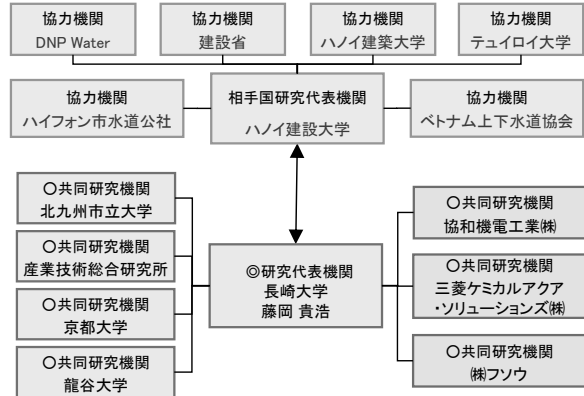 協力機関
DNP Water
協力機関
建設省
協力機関
ハノイ建築大学
協力機関
テュイロイ大学
協力機関
ハイフォン市水道公社
相手国研究代表機関
ハノイ建設大学
協力機関
ベトナム上下水道協会
〇共同研究機関
北九州市立大学
〇共同研究機関
産業技術総合研究所
〇共同研究機関
京都大学
〇共同研究機関
龍谷大学
◎研究代表機関
長崎大学
藤岡 貴浩
〇共同研究機関
協和機電工業㈱
〇共同研究機関
三菱ケミカルアクア
・ソリューションズ㈱
〇共同研究機関
㈱フソウ